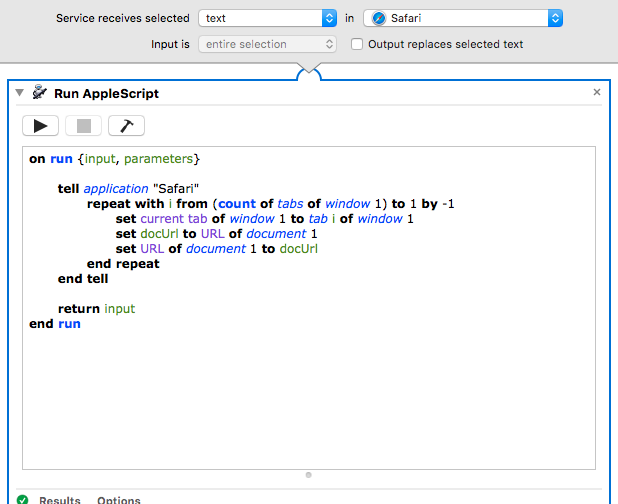 Service receives selected text in Safari
Input is entire selection Output replaces selected text
Run AppleScript
on run {input, parameters}
tell application "Safari"
repeat with i from (count of tabs of window 1) to 1 by -1
set current tab of window 1 to tab i of window 1
set docUrl to URL of document 1
set URL of document 1 to docUrl
end repeat
end tell
return input
end run
Results Options